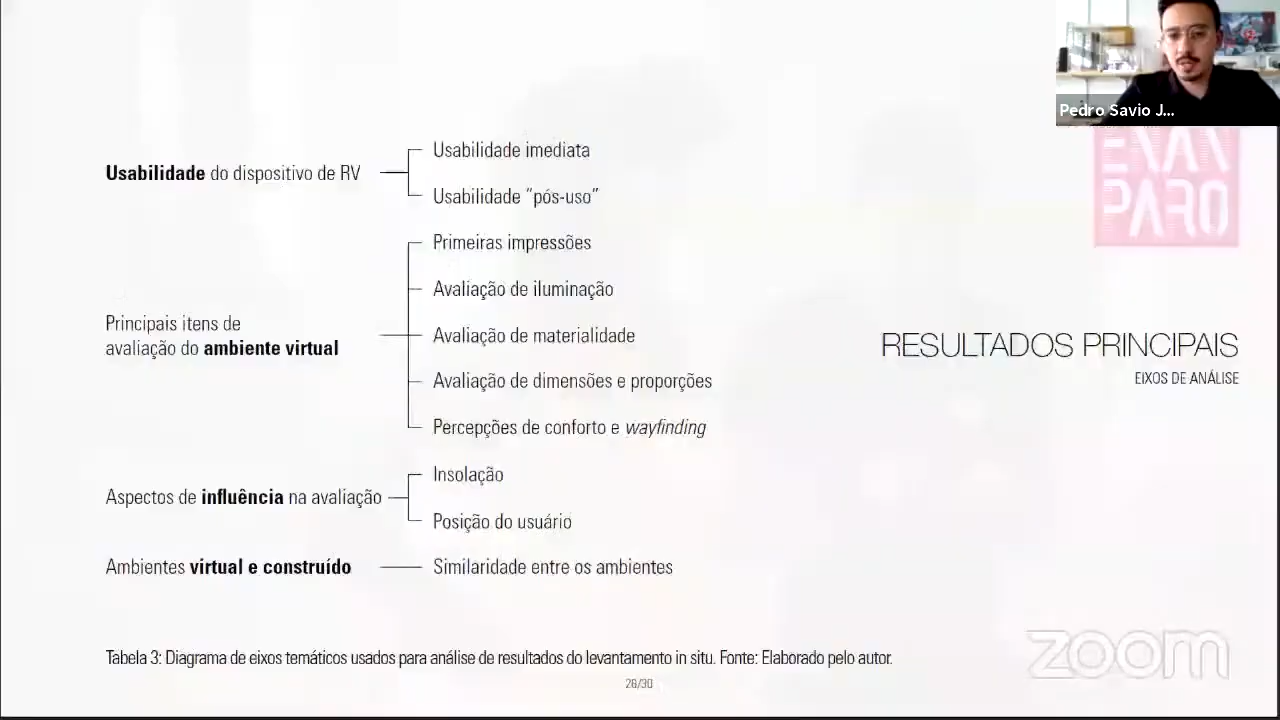 Pedro Savio J...
ENAN
PARQ
Usabilidade do dispositivo de RV
Usabilidade imediata
Usabilidade “pós-uso”
Principais itens de
avaliação do ambiente virtual
Primeiras impressões
Avaliação de iluminação
Avaliação de materialidade
Avaliação de dimensões e proporções
Percepções de conforto e wayfinding
Aspectos de influência na avaliação
Insolação
Posição do usuário
Ambientes virtual e construído
Similaridade entre os ambientes
RESULTADOS PRINCIPAIS
EIXOS DE ANÁLISE
Tabela 3: Diagrama de eixos temáticos usados para análise de resultados do levantamento in situ. Fonte: Elaborado pelo autor.
26/30
zoom